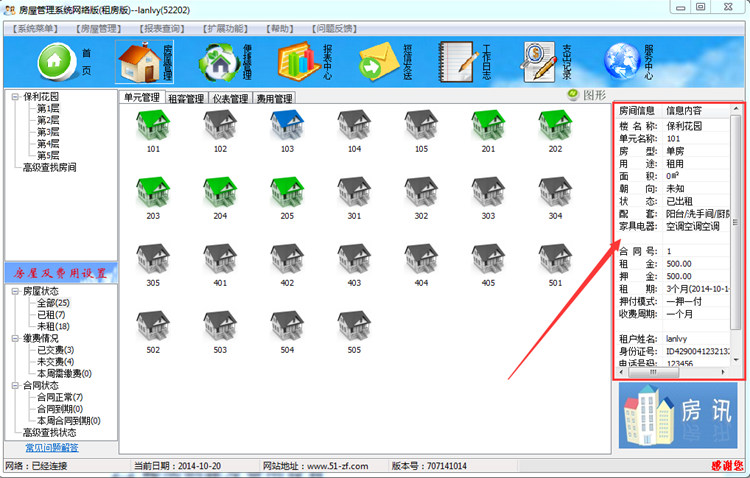 房屋管理系统网络版(租房版)--lanlvy(52202)
【系统菜单】 【房屋管理】 【报表查询】 【扩展功能】 【帮助】 【问题反馈】
首页 房屋管理 便捷管理 报表中心 短信发送 工作日志 支出记录 服务中心
单元管理 租客管理 仪表管理 费用管理 图形
保利花园
第1层
第2层
第3层
第4层
第5层
高级查找房间
房屋及费用设置
房屋状态
全部(25)
已租(7)
未租(18)
缴费情况
已交费(3)
未交费(4)
本周需缴费(0)
合同状态
合同正常(7)
合同到期(0)
本周合同到期(0)
高级查找状态
常见问题解答
101 102 103 104 105 201 202
203 204 205 301 302 303 304
305 401 402 403 404 405 501
502 503 504 505
房间信息 信息内容
楼 名 称: 保利花园
单元名称: 101
房 型: 单房
用 途: 租用
面 积: 0㎡
朝 向: 未知
状 态: 已出租
配 套: 阳台/洗手间/厨房
家具电器: 空调空调空调
合 同 号: 1
租 金: 500.00
押 金: 500.00
租 期: 3个月(2014-10-1
押付模式: 一押一付
收费周期: 一个月
租户姓名: lanlvy
身份证号: ID4290041232132
电话号码: 123456
房 讯
网络：已经连接 当前日期：2014-10-20 网站地址：www.51-zf.com 版本号：707141014 感谢您